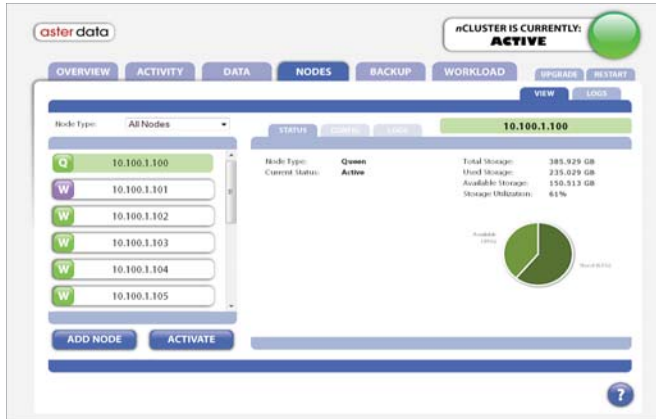 aster data
nCLUSTER IS CURRENTLY:
ACTIVE
OVERVIEW ACTIVITY DATA NODES BACKUP WORKLOAD UPGRADE RESTART
VIEW LOGS
Node Type: All Nodes
STATUS CONFIG LOGS
10.100.1.100
Q 10.100.1.100
W 10.100.1.101
W 10.100.1.102
W 10.100.1.103
W 10.100.1.104
W 10.100.1.105
Node Type: Queen
Current Status: Active
Total Storage: 385.929 GB
Used Storage: 235.029 GB
Available Storage: 150.513 GB
Storage Utilization: 61%
Available
ADD NODE ACTIVATE
?